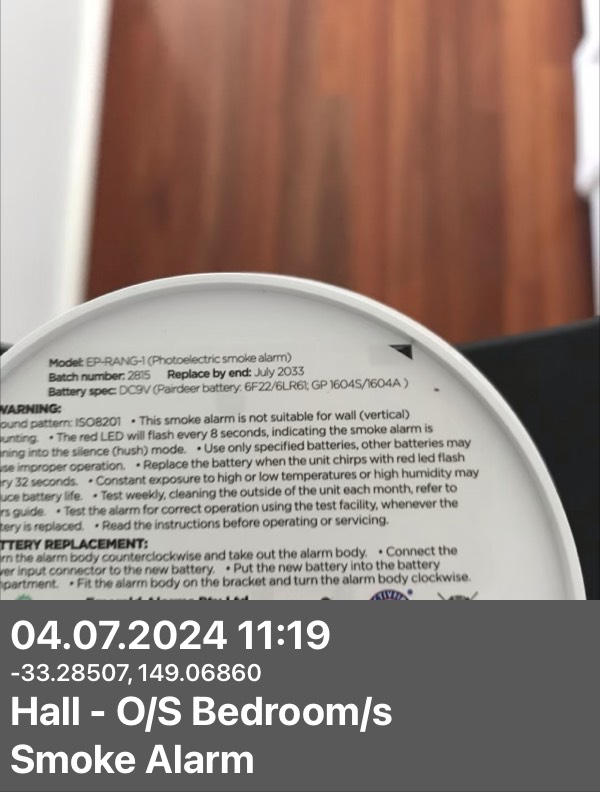 Model: EP-RANG-1 (Photoelectric smoke alarm)
Batch number: 2815 Replace by end: July 2033
Battery spec: DC9V (Pairdeer battery: 6F22/6LR61; GP 1604S/1604A )
WARNING:
ound pattern: ISO8201 • This smoke alarm is not suitable for wall (vertical)
unting. • The red LED will flash every 8 seconds, indicating the smoke alarm is
ning into the silence (hush) mode. • Use only specified batteries, other batteries may
use improper operation. • Replace the battery when the unit chirps with red led flash
ry 32 seconds. • Constant exposure to high or low temperatures or high humidity may
uce battery life. • Test weekly, cleaning the outside of the unit each month, refer to
rs guide. • Test the alarm for correct operation using the test facility, whenever the
tery is replaced. • Read the instructions before operating or servicing.
TTERY REPLACEMENT:
rn the alarm body counterclockwise and take out the alarm body. • Connect the
wer input connector to the new battery. • Put the new battery into the battery
mpartment. • Fit the alarm body on the bracket and turn the alarm body clockwise.
04.07.2024 11:19
-33.28507,149.06860
Hall - O/S Bedroom/s
Smoke Alarm